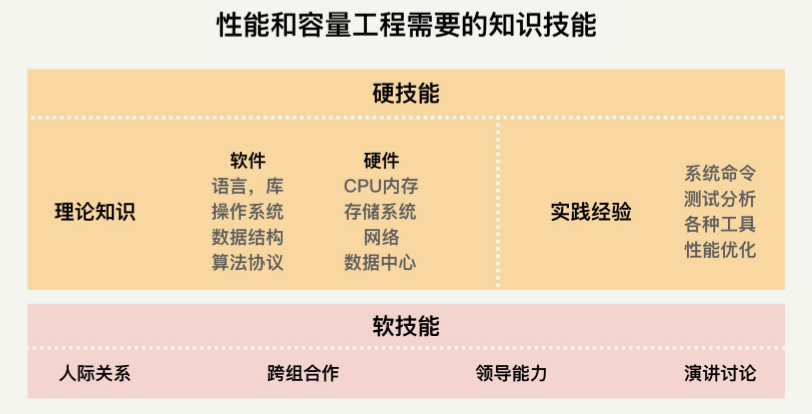 性能和容量工程需要的知识技能
硬技能
理论知识
软件
语言，库
操作系统
数据结构
算法协议
硬件
CPU内存
存储系统
网络
数据中心
实践经验
系统命令
测试分析
各种工具
性能优化
软技能
人际关系
跨组合作
领导能力
演讲讨论